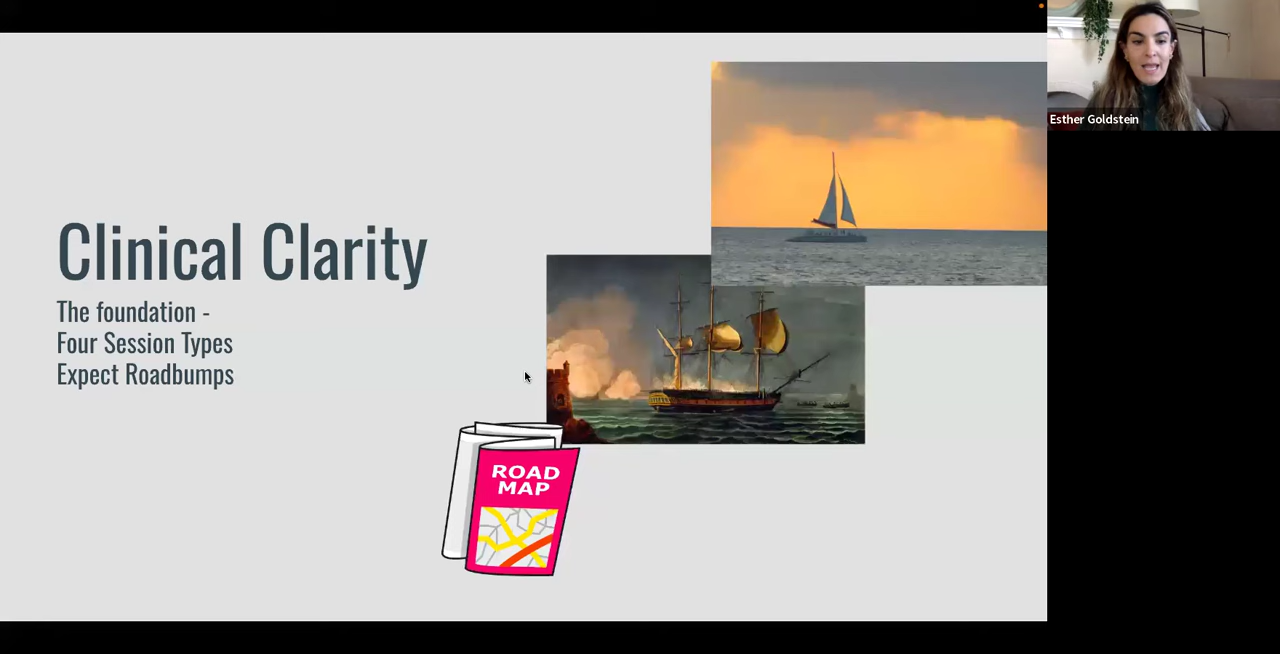 Clinical Clarity
The foundation -
Four Session Types
Expect Roadbumps
ROAD
MAP
Esther Goldstein